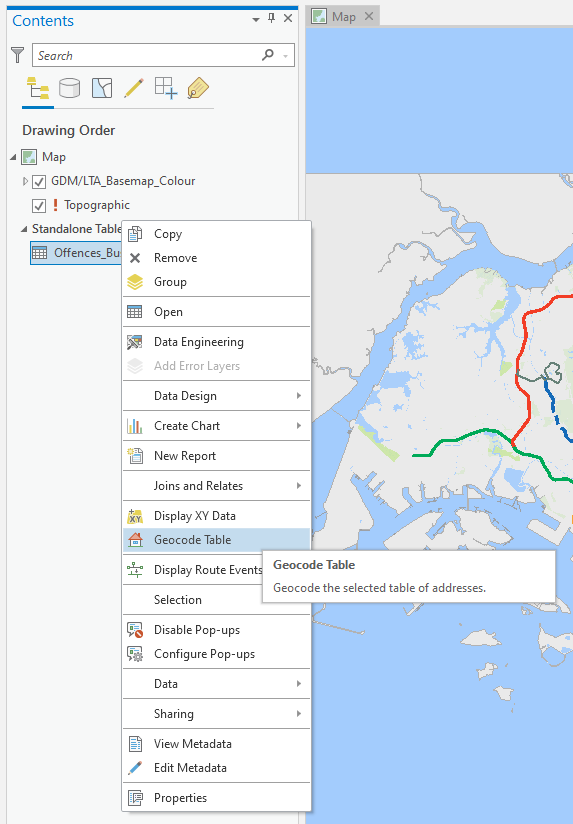 Contents
Map
Search
Drawing Order
Map
GDM/LTA_Basemap_Colour
! Topographic
Standalone Table
Offences_Bu
Copy
Remove
Group
Open
Data Engineering
Add Error Layers
Data Design
Create Chart
New Report
Joins and Relates
XY Display XY Data
Geocode Table
Geocode Table
Geocode the selected table of addresses.
Display Route Events
Selection
Disable Pop-ups
Configure Pop-ups
Data
Sharing
View Metadata
Edit Metadata
Properties